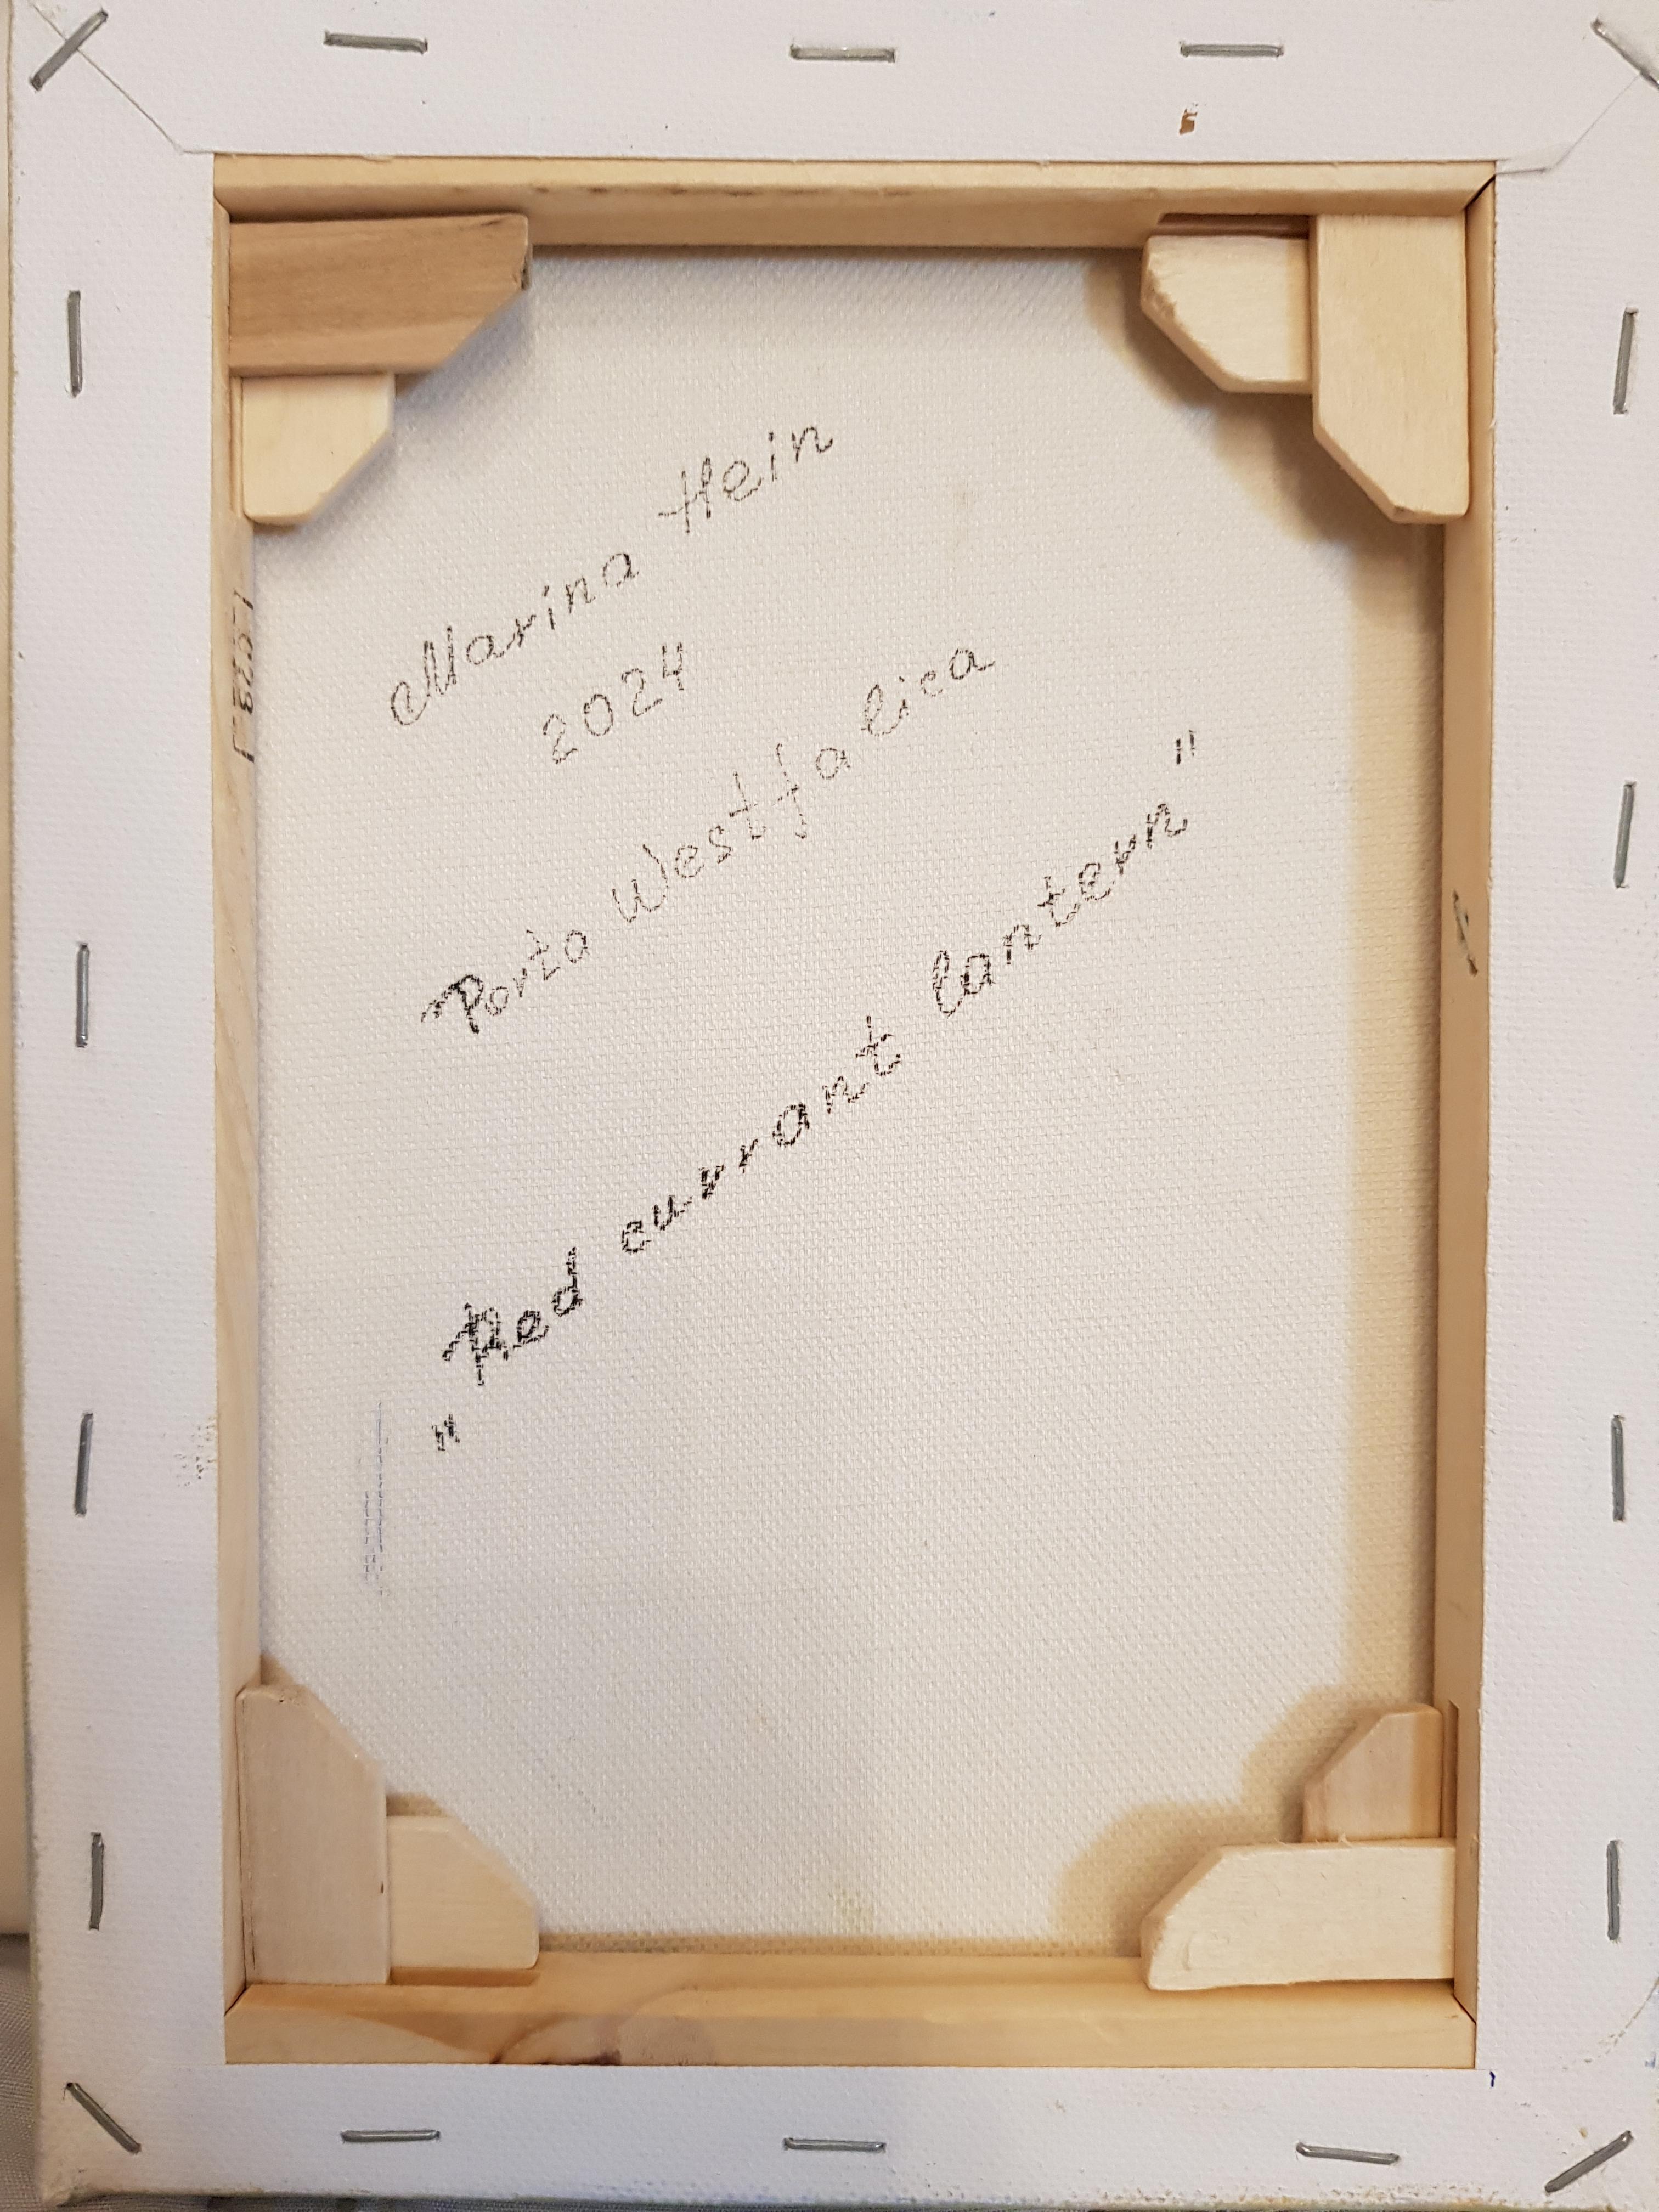 Marina Hein
2024
Porta Westfalica
"Red currant lantern"